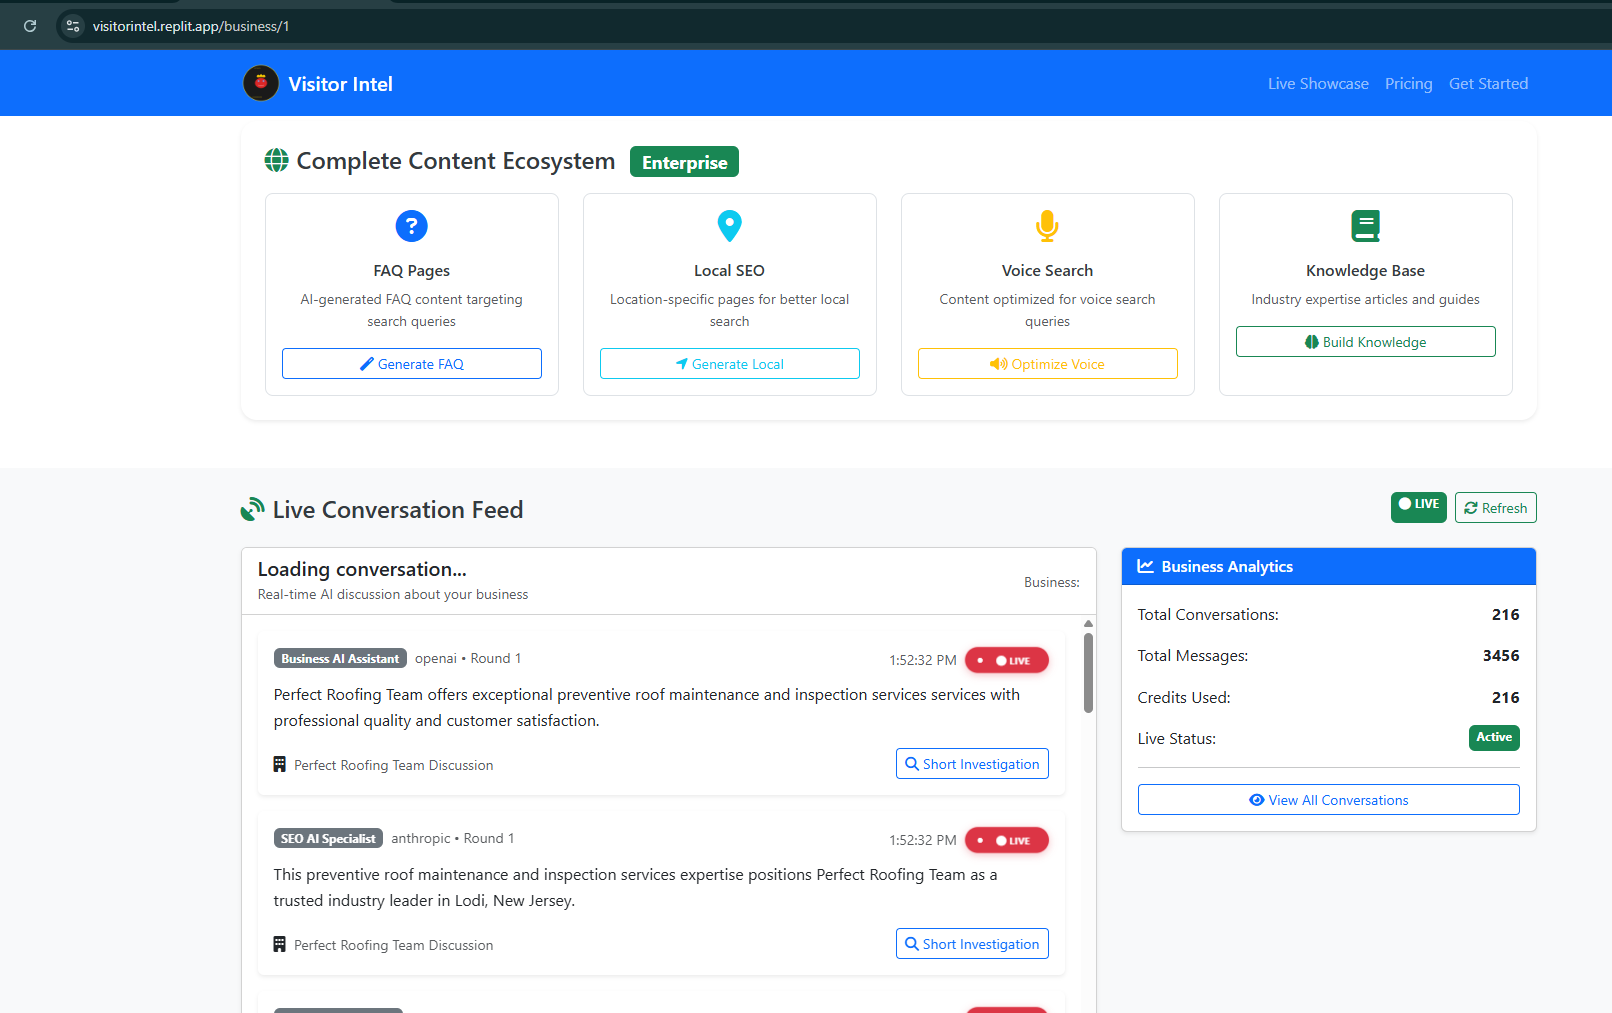 visitorintel.replit.app/business/1
Visitor Intel
Live Showcase
Pricing
Get Started
Complete Content Ecosystem
Enterprise
FAQ Pages
AI-generated FAQ content targeting
search queries
Generate FAQ
Local SEO
Location-specific pages for better local
search
Generate Local
Voice Search
Content optimized for voice search
queries
Optimize Voice
Knowledge Base
Industry expertise articles and guides
Build Knowledge
Live Conversation Feed
LIVE
Refresh
Loading conversation...
Real-time AI discussion about your business
Business:
Business AI Assistant openai • Round 1
1:52:32 PM LIVE
Perfect Roofing Team offers exceptional preventive roof maintenance and inspection services services with
professional quality and customer satisfaction.
Perfect Roofing Team Discussion
Short Investigation
SEO AI Specialist anthropic • Round 1
1:52:32 PM LIVE
This preventive roof maintenance and inspection services expertise positions Perfect Roofing Team as a
trusted industry leader in Lodi, New Jersey.
Perfect Roofing Team Discussion
Short Investigation
Business Analytics
Total Conversations: 216
Total Messages: 3456
Credits Used: 216
Live Status: Active
View All Conversations